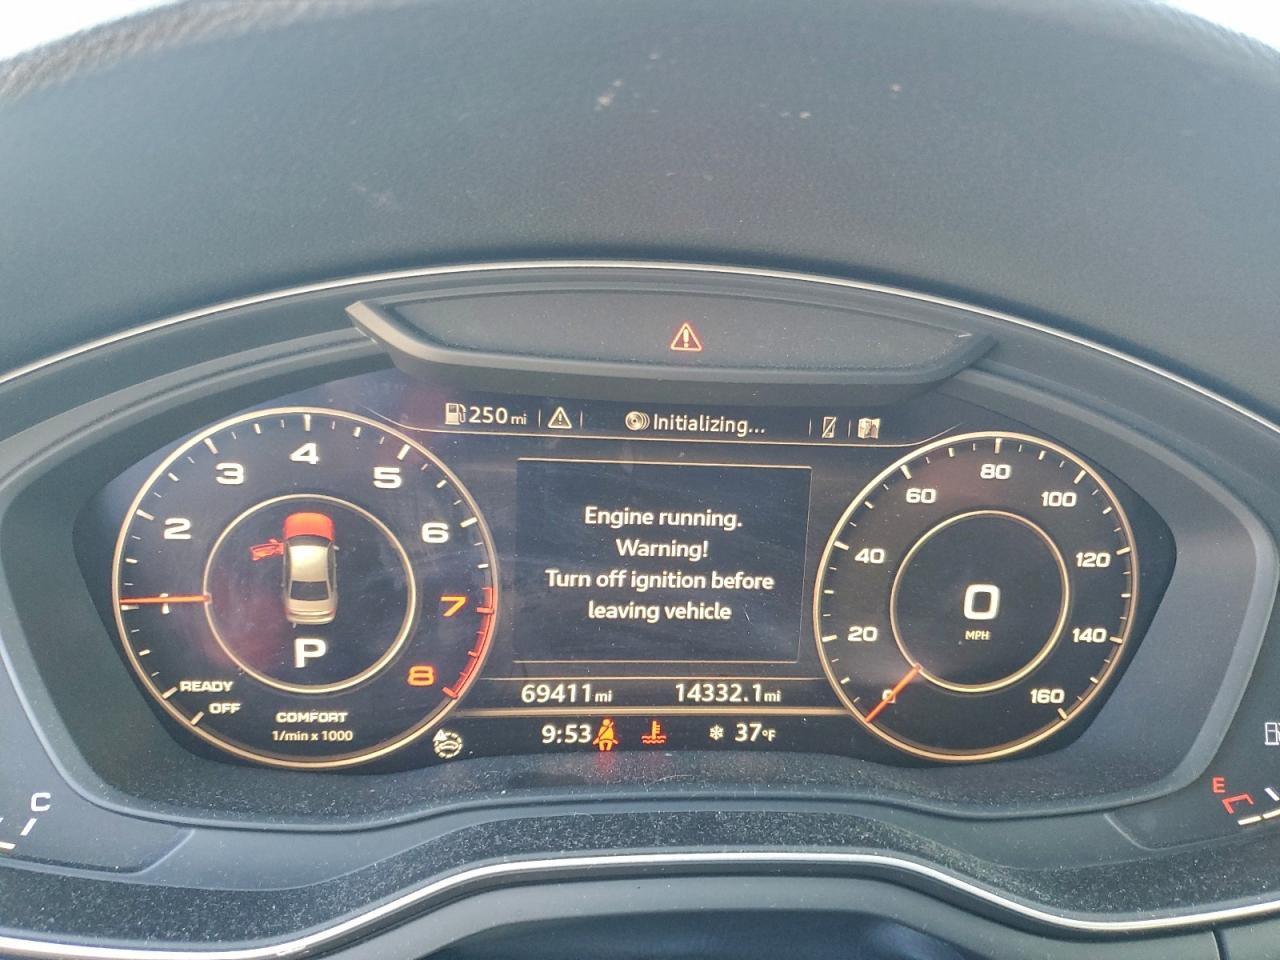 250 mi
Initializing...
Engine running.
Warning!
Turn off ignition before
leaving vehicle
1
2
3
4
5
6
7
8
READY
OFF
P
COMFORT
1/min x 1000
0
20
40
60
80
100
120
140
160
0
MPH
69411 mi 14332.1 mi
9:53 37°F
C
E